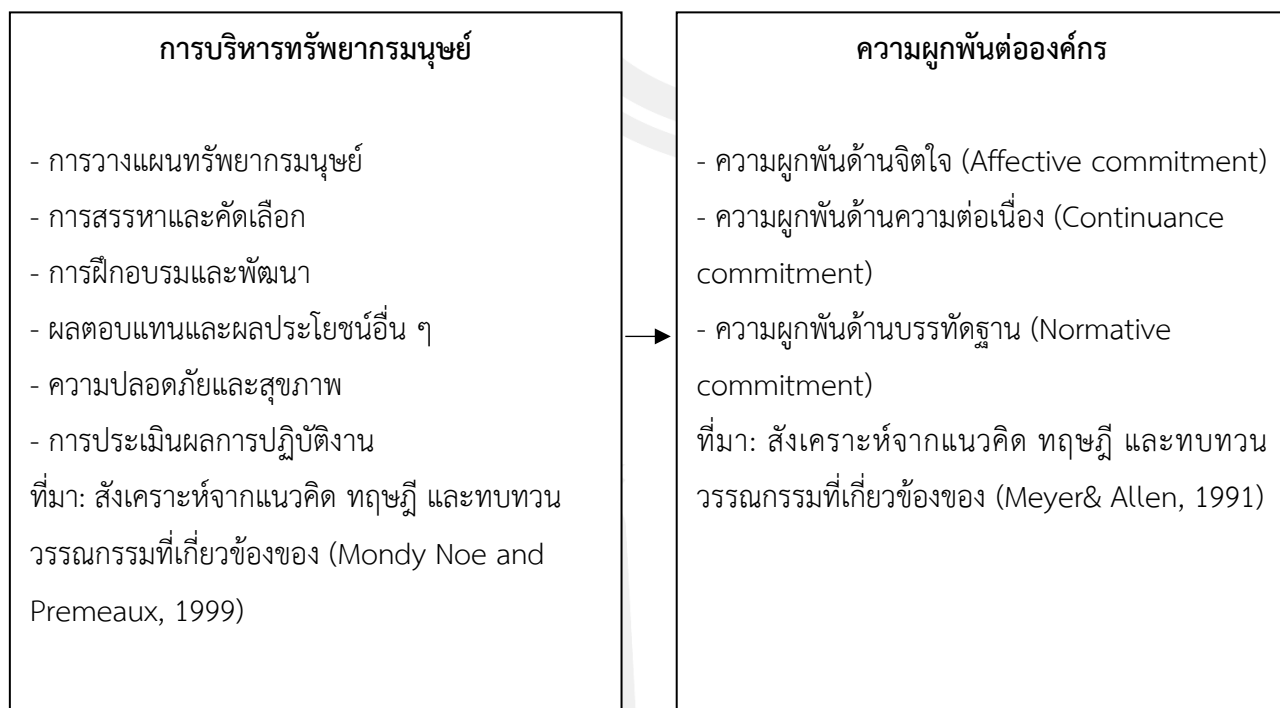 การบริหารทรัพยากรมนุษย์
- การวางแผนทรัพยากรมนุษย์
- การสรรหาและคัดเลือก
- การฝึกอบรมและพัฒนา
- ผลตอบแทนและผลประโยชน์อื่น ๆ
- ความปลอดภัยและสุขภาพ
- การประเมินผลการปฏิบัติงาน
ที่มา: สังเคราะห์จากแนวคิด ทฤษฎี และทบทวน
วรรณกรรมที่เกี่ยวข้องของ (Mondy Noe and
Premeaux, 1999)
ความผูกพันต่อองค์กร
- ความผูกพันด้านจิตใจ (Affective commitment)
- ความผูกพันด้านความต่อเนื่อง (Continuance
commitment)
- ความผูกพันด้านบรรทัดฐาน (Normative
commitment)
ที่มา: สังเคราะห์จากแนวคิด ทฤษฎี และทบทวน
วรรณกรรมที่เกี่ยวข้องของ (Meyer& Allen, 1991)